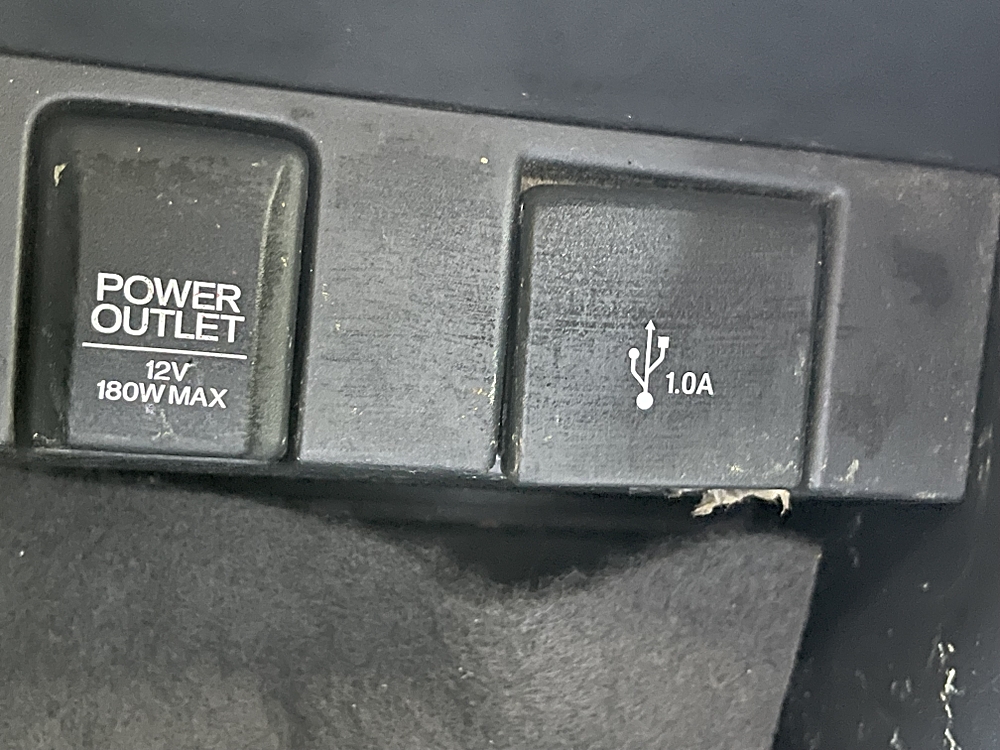 POWER
OUTLET
12V
180W MAX
1.0A